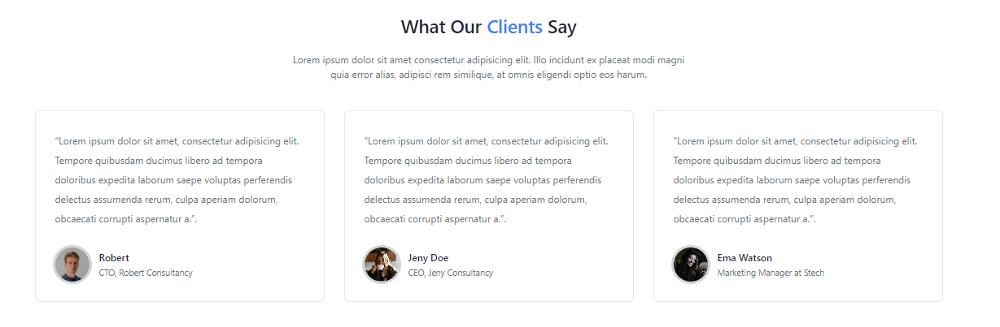 What Our Clients Say
Lorem ipsum dolor sit amet consectetur adipisicing elit. Illo incidunt ex placeat modi magni
quia error alias, adipisci rem similique, at omnis eligendi optio eos harum.
“Lorem ipsum dolor sit amet, consectetur adipisicing elit.
Tempore quibusdam ducimus libero ad tempora
doloribus expedita laborum saepe voluptas perferendis
delectus assumenda rerum, culpa aperiam dolorum,
obcaecati corrupti aspernatur a.”.
Robert
CTO, Robert Consultancy
“Lorem ipsum dolor sit amet, consectetur adipisicing elit.
Tempore quibusdam ducimus libero ad tempora
doloribus expedita laborum saepe voluptas perferendis
delectus assumenda rerum, culpa aperiam dolorum,
obcaecati corrupti aspernatur a.”.
Jeny Doe
CEO, Jeny Consultancy
“Lorem ipsum dolor sit amet, consectetur adipisicing elit.
Tempore quibusdam ducimus libero ad tempora
doloribus expedita laborum saepe voluptas perferendis
delectus assumenda rerum, culpa aperiam dolorum,
obcaecati corrupti aspernatur a.”.
Ema Watson
Marketing Manager at Stech